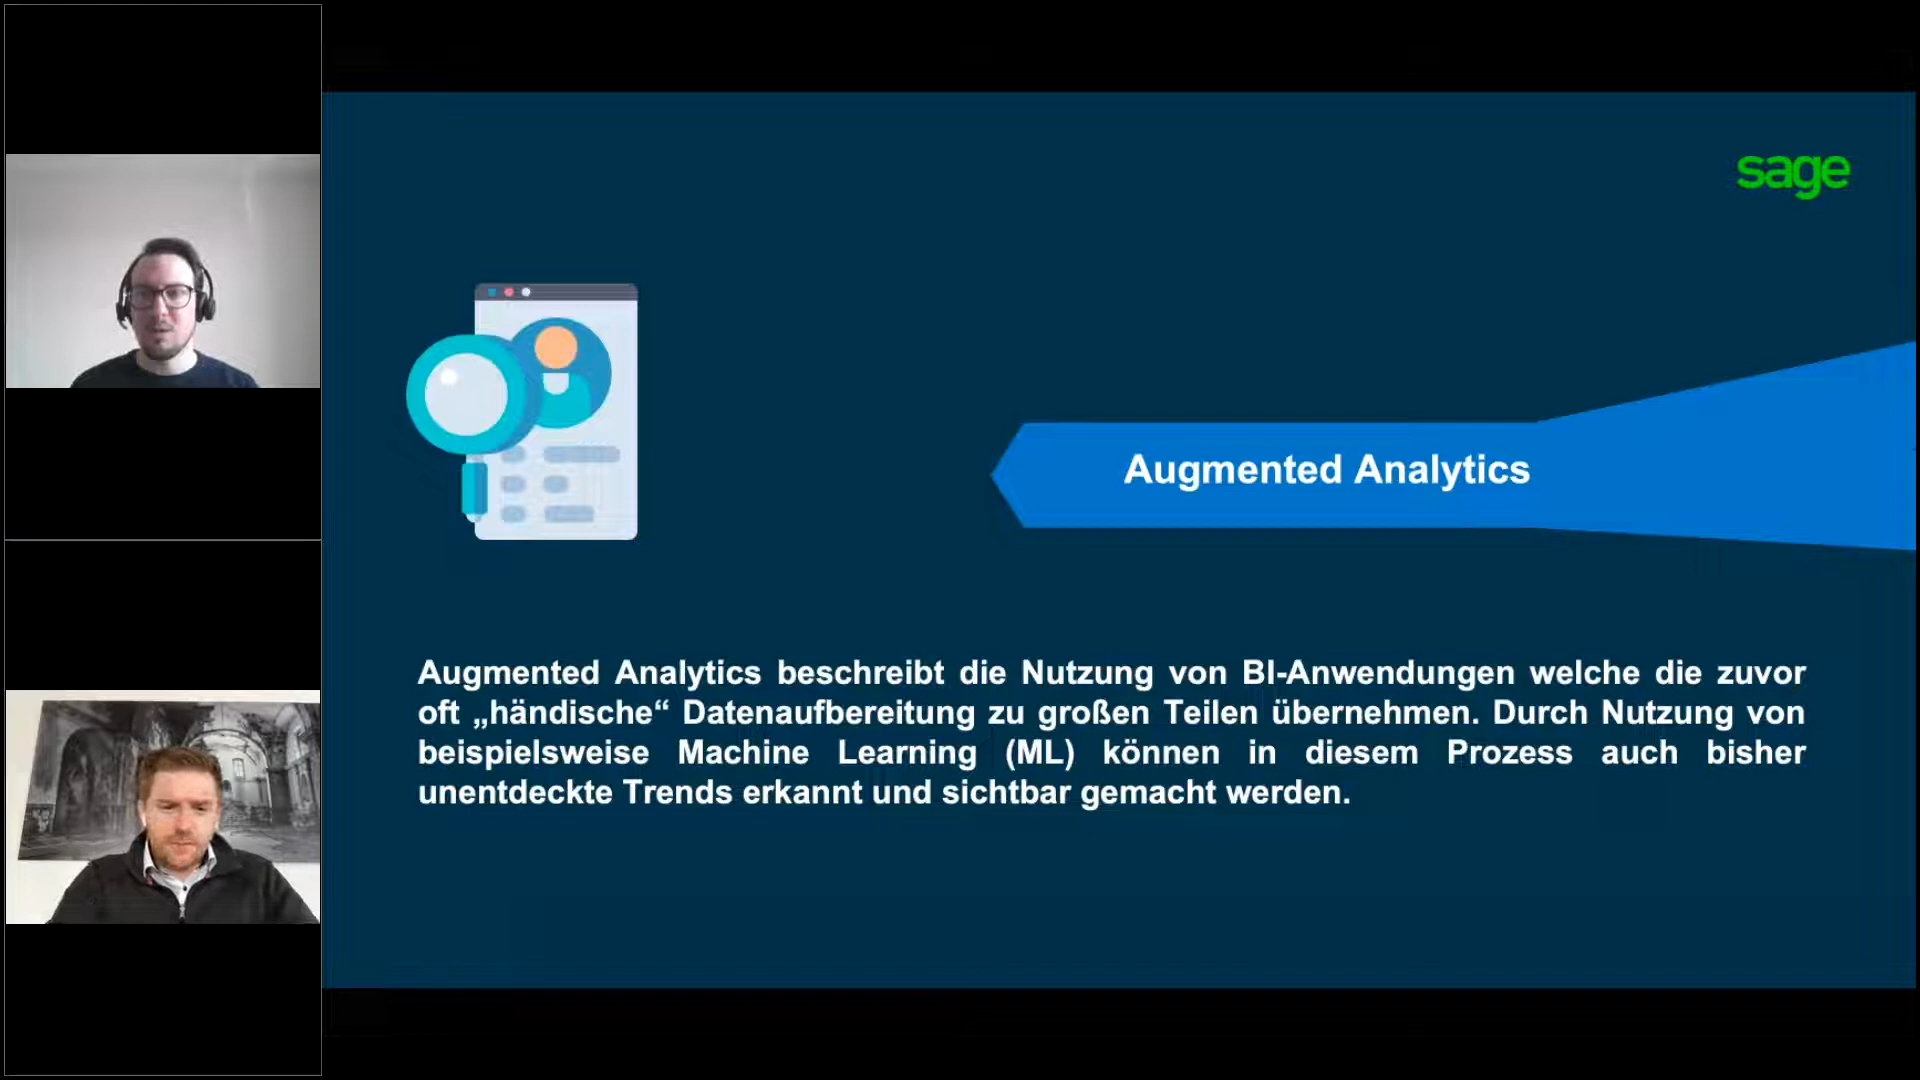 sage
Augmented Analytics
Augmented Analytics beschreibt die Nutzung von BI-Anwendungen welche die zuvor
oft „händische“ Datenaufbereitung zu großen Teilen übernehmen. Durch Nutzung von
beispielsweise Machine Learning (ML) können in diesem Prozess auch bisher
unentdeckte Trends erkannt und sichtbar gemacht werden.